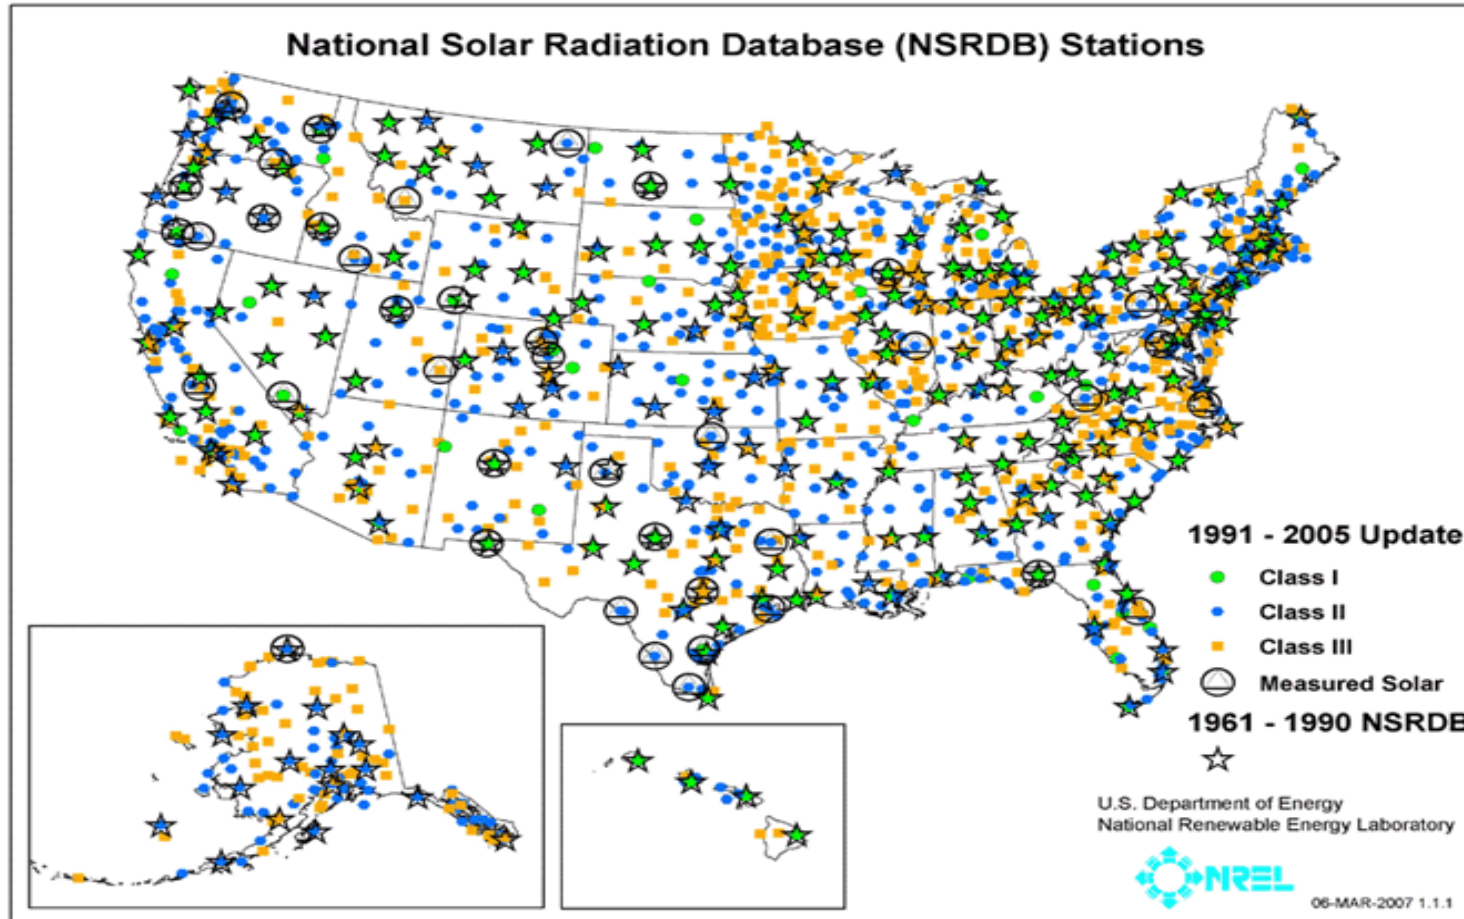 National Solar Radiation Database (NSRDB) Stations
1991 - 2005 Update
Class I
Class II
Class III
Measured Solar
1961 - 1990 NSRDB
U.S. Department of Energy
National Renewable Energy Laboratory
NREL
06-MAR-2007 1.1.1